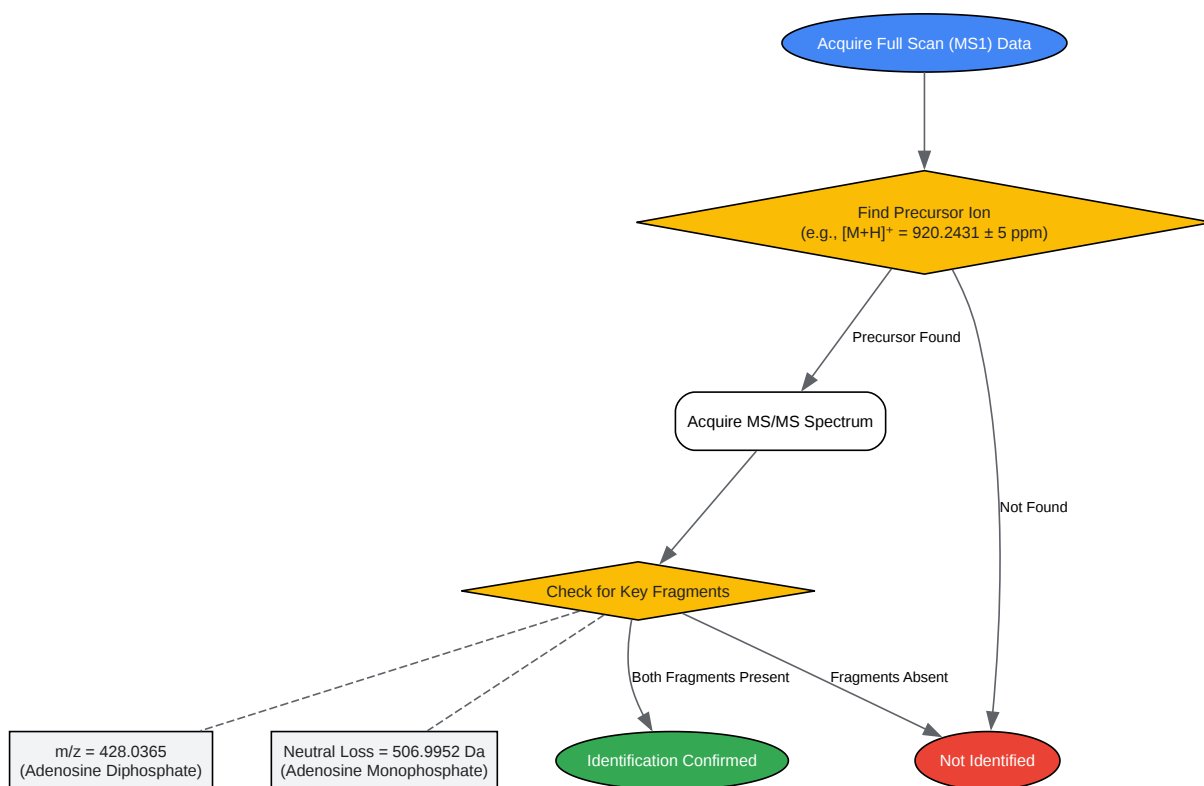 Acquire Full Scan (MS1) Data
Find Precursor Ion
(e.g., [M+H]⁺ = 920.2431 ± 5 ppm)
Precursor Found
Acquire MS/MS Spectrum
Not Found
Check for Key Fragments
Both Fragments Present
Fragments Absent
m/z = 428.0365
(Adenosine Diphosphate)
Neutral Loss = 506.9952 Da
(Adenosine Monophosphate)
Identification Confirmed
Not Identified